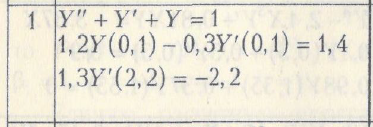 1 Y″ + Y′ + Y = 1
1,2Y(0,1) − 0,3Y′(0,1) = 1,4
1,3Y′(2,2) = −2,2